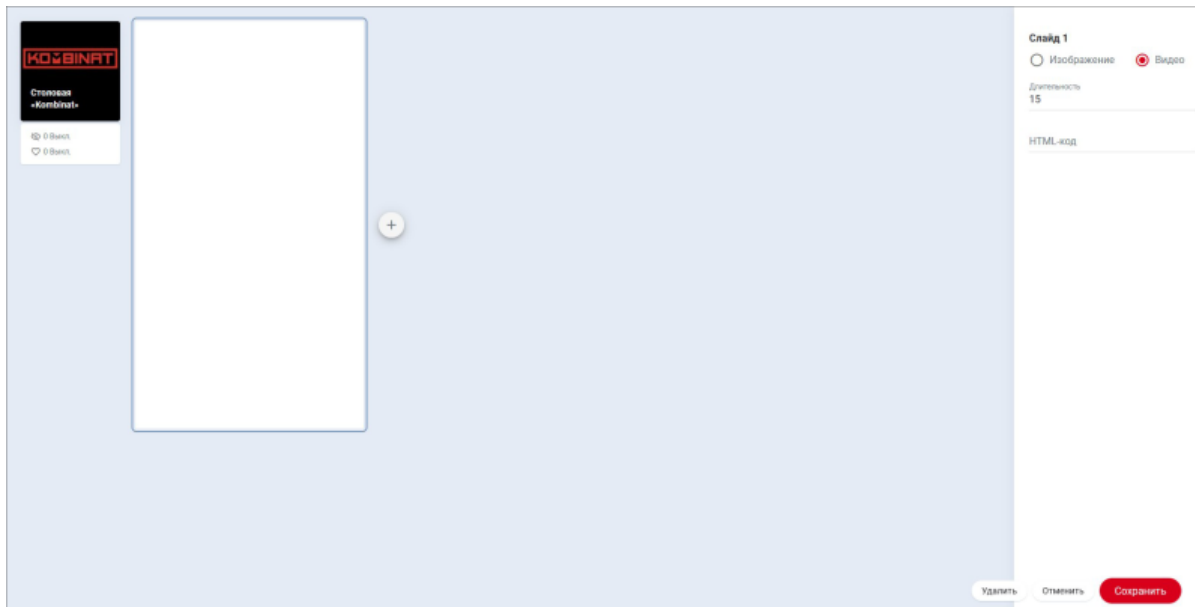 KOMBINAT
Столовая
«Kombinat»
0 Выкл.
0 Выкл.
Слайд 1
Изображение
Видео
Длительность
15
HTML-код
Удалить
Отменить
Сохранить